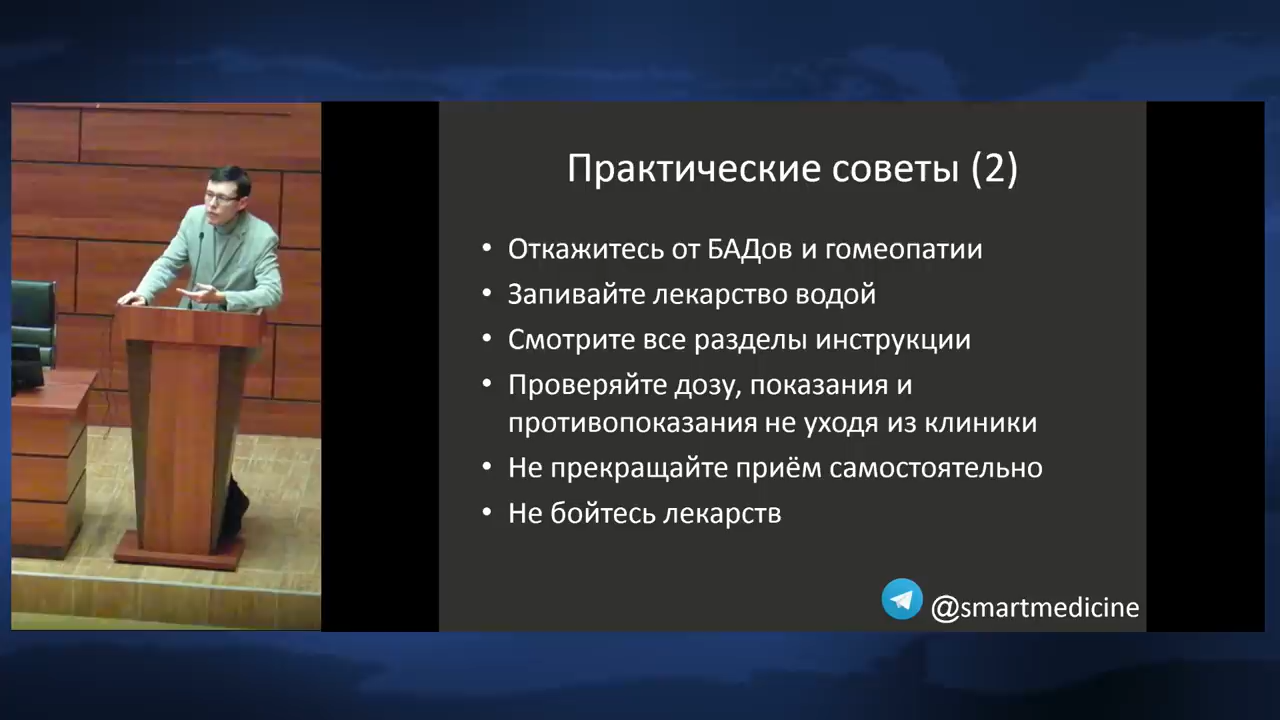 Практические советы (2)
• Откажитесь от БАДов и гомеопатии
• Запивайте лекарство водой
• Смотрите все разделы инструкции
• Проверяйте дозу, показания и
противопоказания не уходя из клиники
• Не прекращайте приём самостоятельно
• Не бойтесь лекарств
@smartmedicine